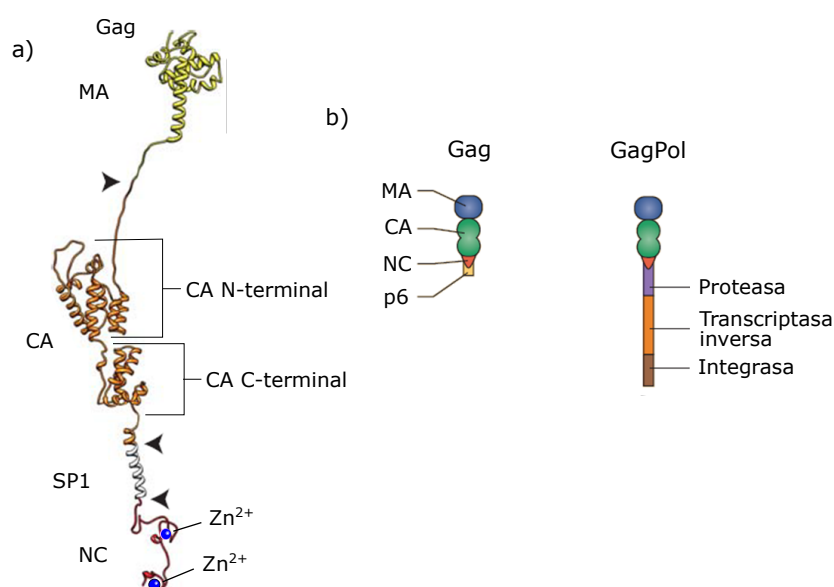 a)
Gag
MA
CA N-terminal
CA
CA C-terminal
SP1
Zn²⁺
NC
Zn²⁺
b)
Gag
GagPol
MA
CA
NC
p6
Proteasa
Transcriptasa
inversa
Integrasa